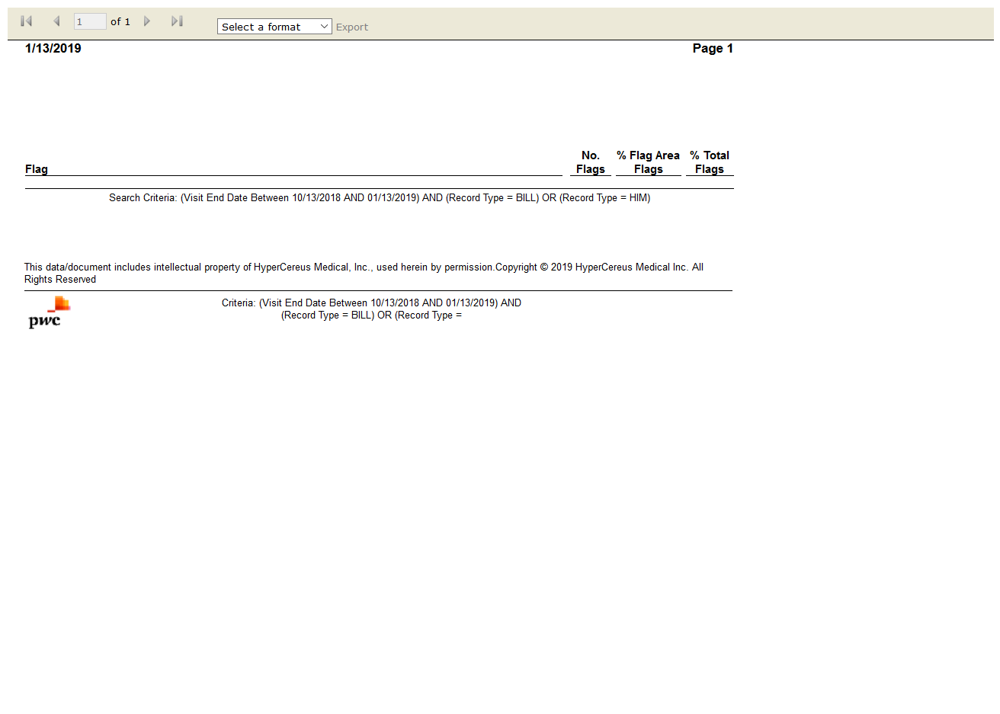 1 of 1 Select a format Export
1/13/2019 Page 1
No. % Flag Area % Total
Flag Flags Flags Flags
Search Criteria: (Visit End Date Between 10/13/2018 AND 01/13/2019) AND (Record Type = BILL) OR (Record Type = HIM)
This data/document includes intellectual property of HyperCereus Medical, Inc., used herein by permission.Copyright © 2019 HyperCereus Medical Inc. All
Rights Reserved
Criteria: (Visit End Date Between 10/13/2018 AND 01/13/2019) AND
(Record Type = BILL) OR (Record Type =
pwc